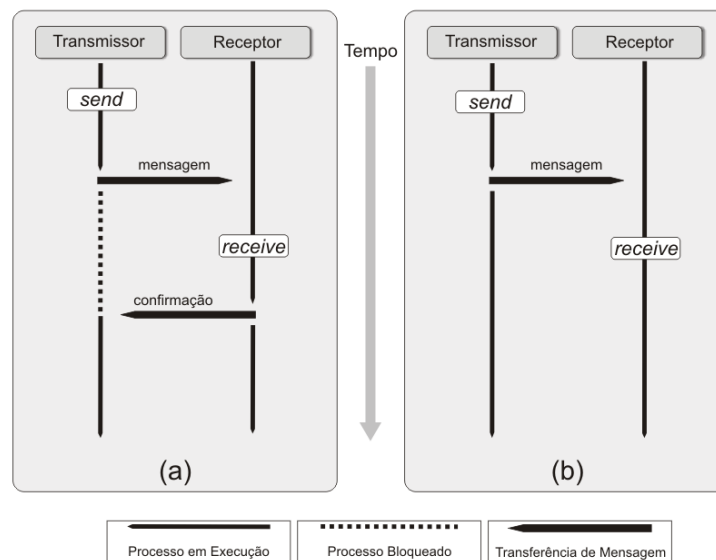 Transmissor
Receptor
send
mensagem
receive
confirmação
(a)
Tempo
Transmissor
Receptor
send
mensagem
receive
(b)
Processo em Execução
Processo Bloqueado
Transferência de Mensagem